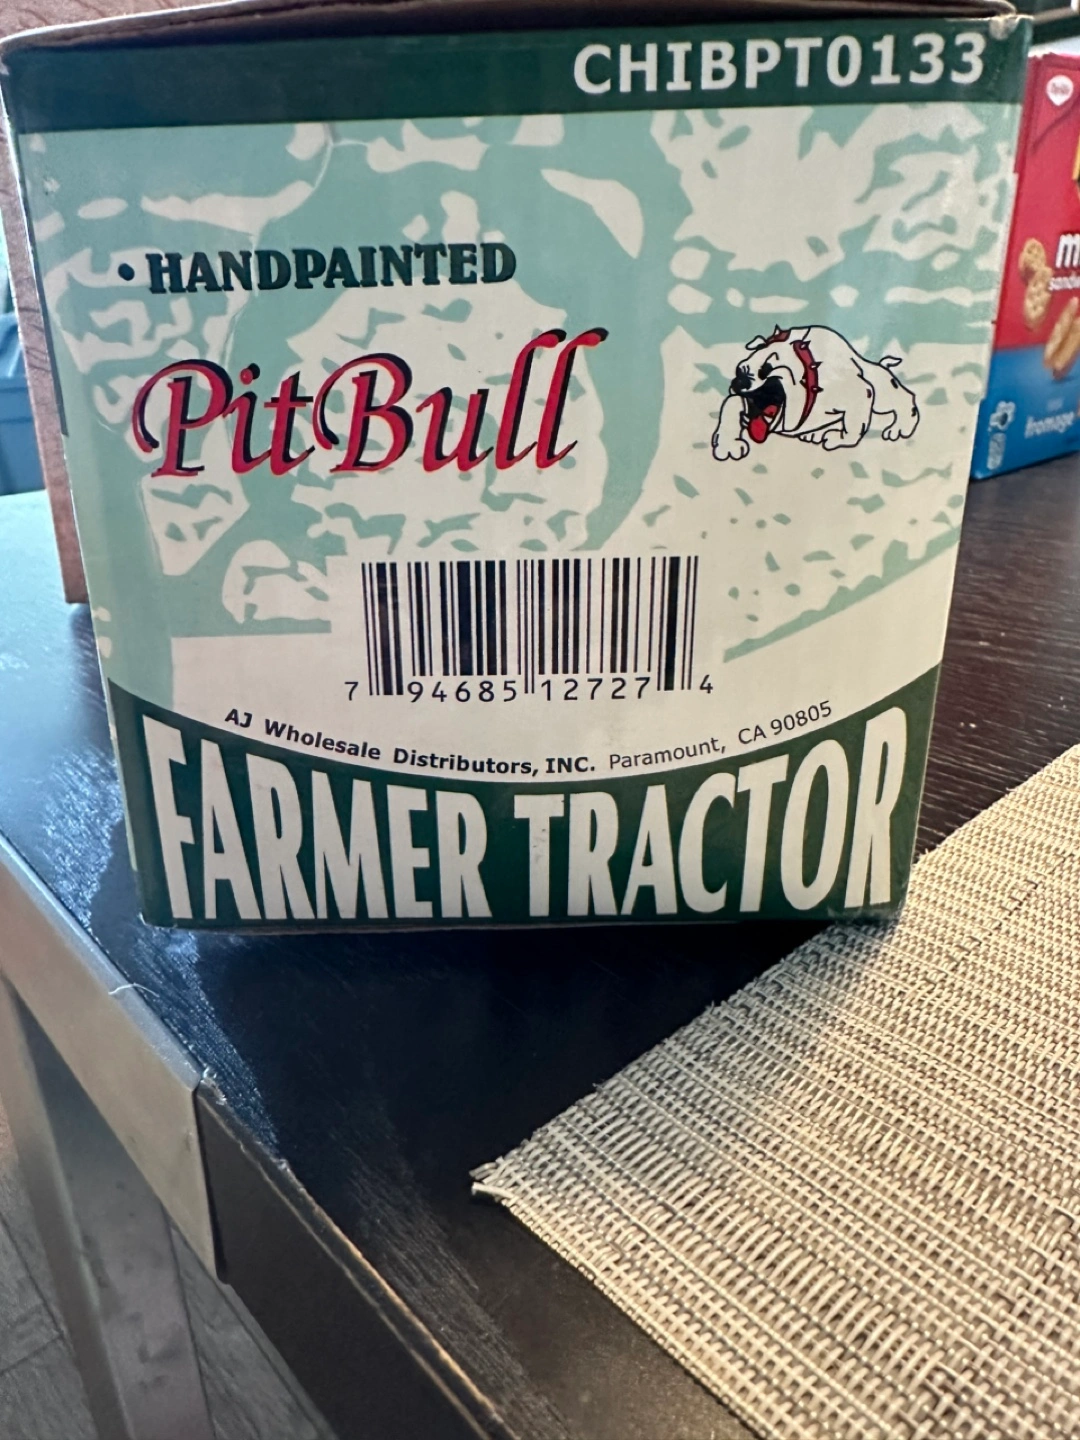 CHIBPT0133
• HANDPAINTED
PitBull
7 94685 12727 4
AJ Wholesale Distributors, INC. Paramount, CA 90805
FARMER TRACTOR
fromage